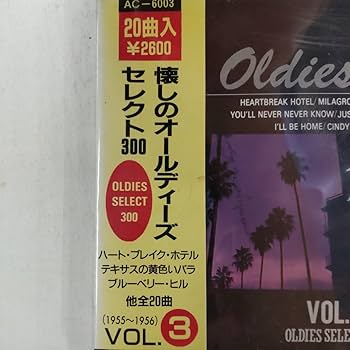 AC-6003
20曲入
¥2600
懐しのオールディーズ
セレクト300
OLDIES
SELECT
300
ハート・ブレイク・ホテル
テキサスの黄色いバラ
ブルーベリー・ヒル
他全20曲
(1955〜1956)
VOL. 3
Oldies
HEARTBREAK HOTEL/MILAGRO
YOU'LL NEVER NEVER KNOW/JUS
I'LL BE HOME/CINDY
VOL.
OLDIES SELE